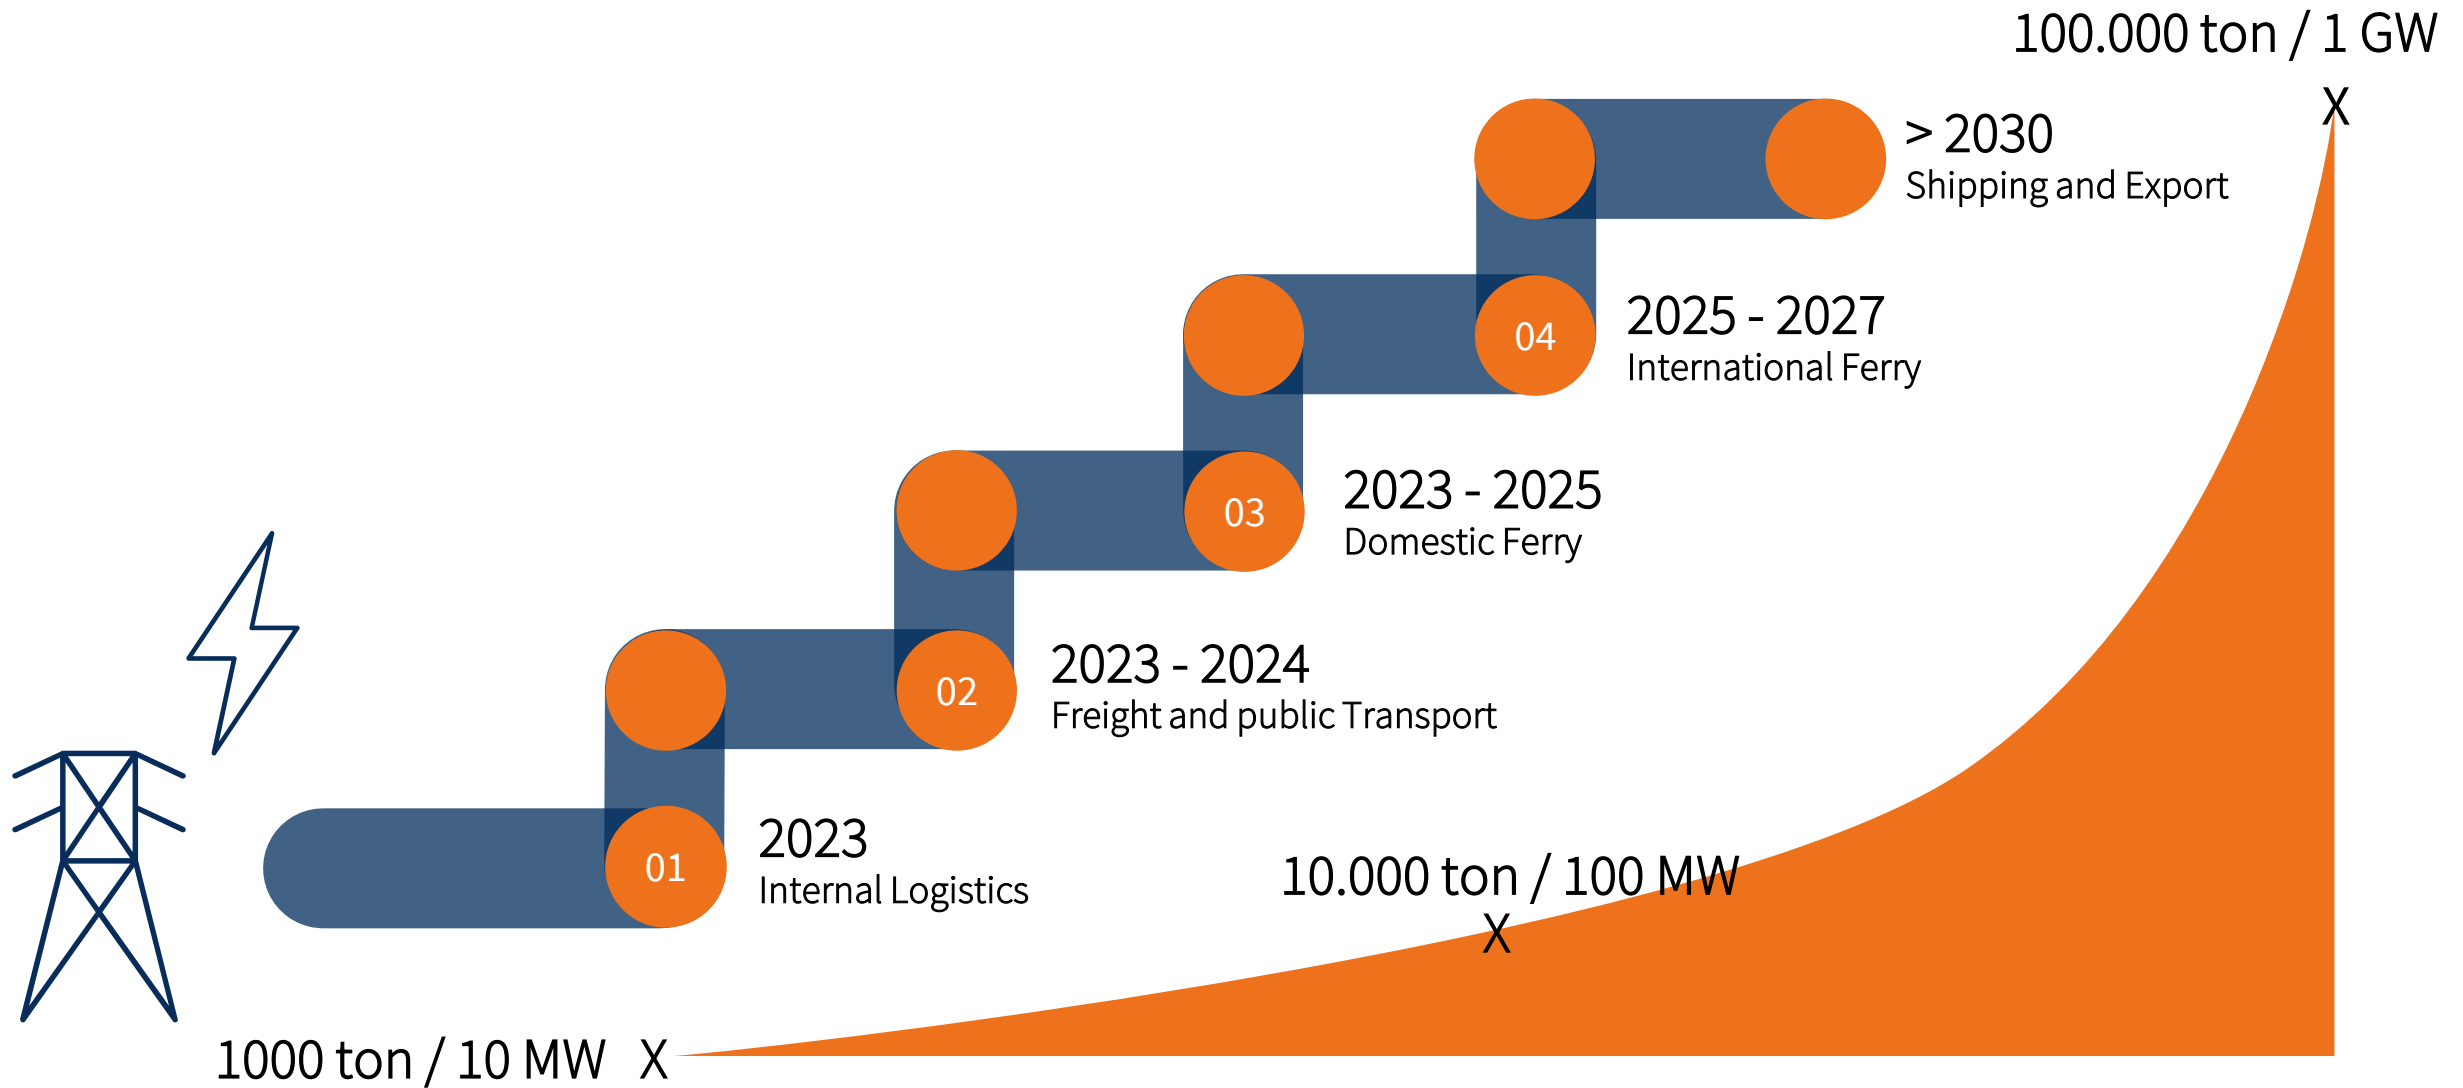 100.000 ton / 1 GW
X
> 2030
Shipping and Export
04
2025 - 2027
International Ferry
03
2023 - 2025
Domestic Ferry
02
2023 - 2024
Freight and public Transport
01
2023
Internal Logistics
10.000 ton / 100 MW
X
1000 ton / 10 MW X